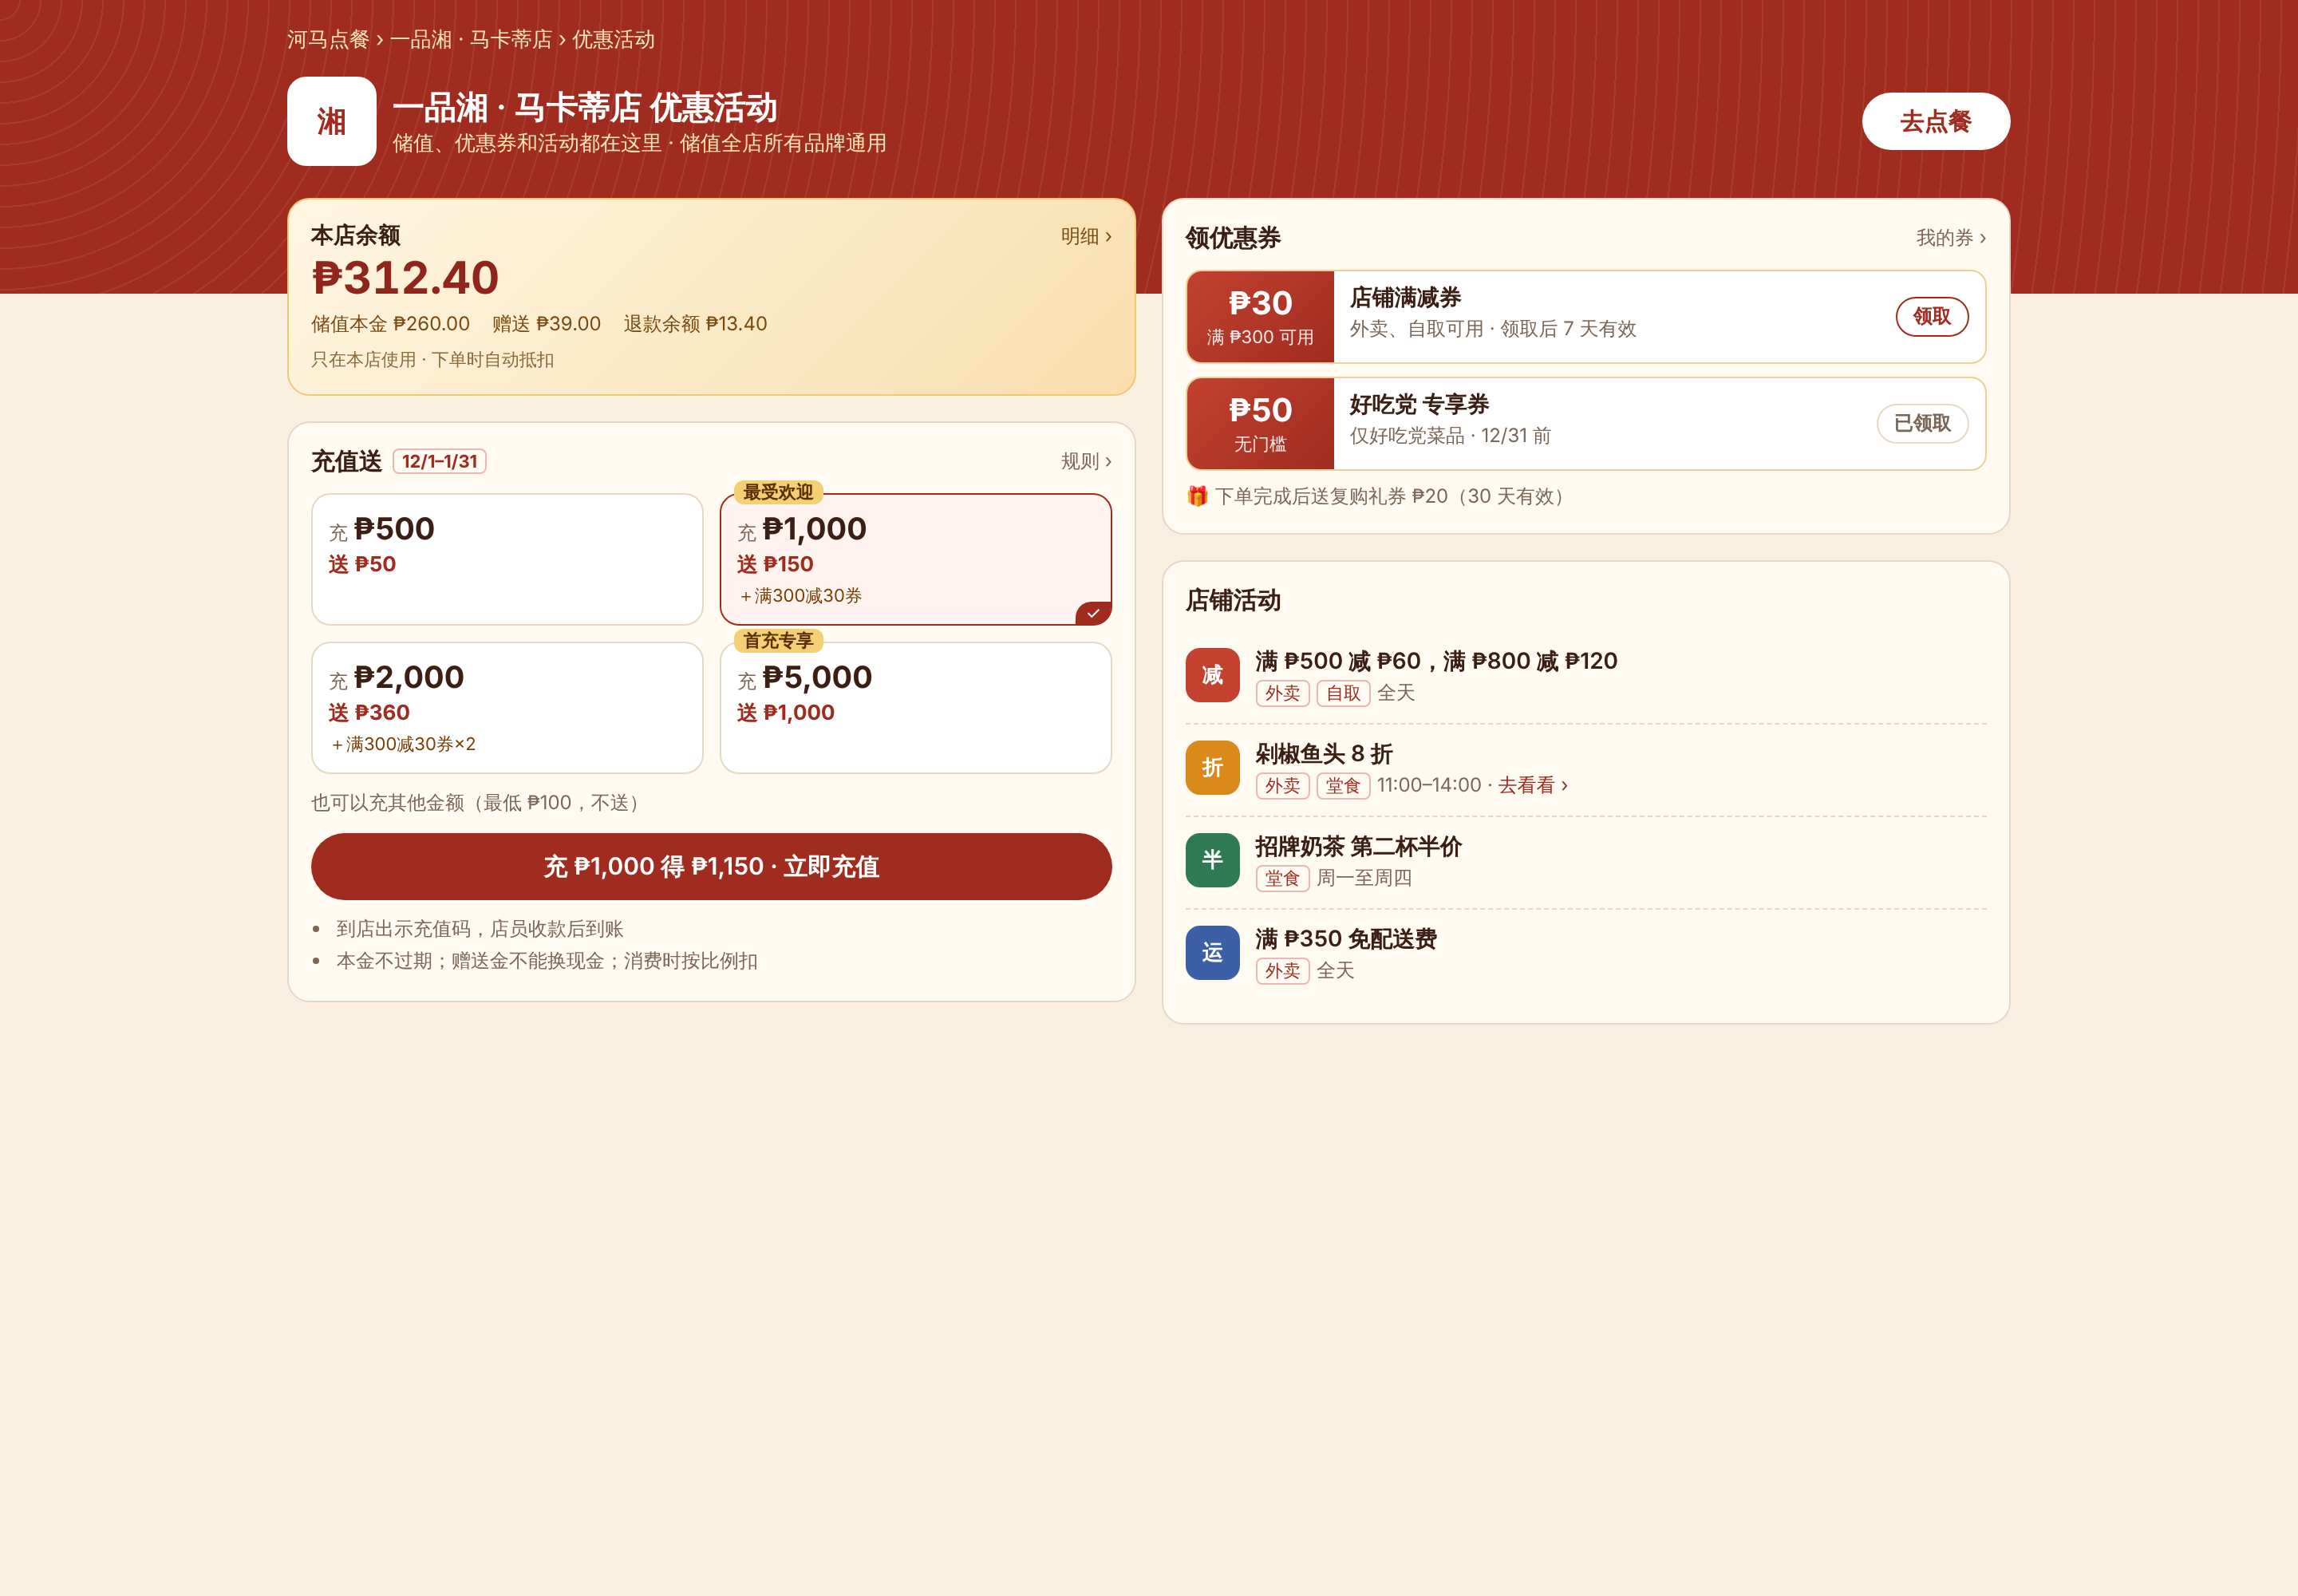 河马点餐 › 一品湘 · 马卡蒂店 › 优惠活动
湘
一品湘 · 马卡蒂店 优惠活动
储值、优惠券和活动都在这里 · 储值全店所有品牌通用
去点餐
本店余额
明细 ›
₱312.40
储值本金 ₱260.00 赠送 ₱39.00 退款余额 ₱13.40
只在本店使用 · 下单时自动抵扣
充值送 12/1–1/31
规则 ›
充 ₱500
送 ₱50
最受欢迎
充 ₱1,000
送 ₱150
+满300减30券
充 ₱2,000
送 ₱360
+满300减30券×2
首充专享
充 ₱5,000
送 ₱1,000
也可以充其他金额（最低 ₱100，不送）
充 ₱1,000 得 ₱1,150 · 立即充值
• 到店出示充值码，店员收款后到账
• 本金不过期；赠送金不能换现金；消费时按比例扣
领优惠券
我的券 ›
₱30
满 ₱300 可用
店铺满减券
外卖、自取可用 · 领取后 7 天有效
领取
₱50
无门槛
好吃党 专享券
仅好吃党菜品 · 12/31 前
已领取
🎁 下单完成后送复购礼券 ₱20（30 天有效）
店铺活动
减
满 ₱500 减 ₱60，满 ₱800 减 ₱120
外卖 自取 全天
折
剁椒鱼头 8 折
外卖 堂食 11:00–14:00 · 去看看 ›
半
招牌奶茶 第二杯半价
堂食 周一至周四
运
满 ₱350 免配送费
外卖 全天